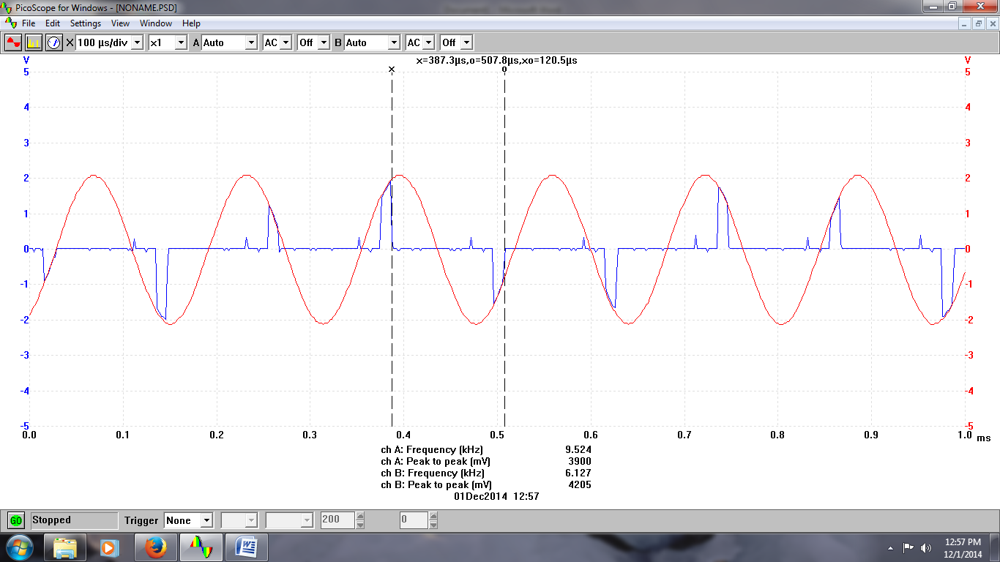 PicoScope for Windows - [NONAME.PSD]
File Edit Settings View Window Help
X 100 µs/div x1 A Auto AC Off B Auto AC Off
x=387.3µs,o=507.8µs,xo=120.5µs
V V
x o
5 5
4 4
3 3
2 2
1 1
0 0
-1 -1
-2 -2
-3 -3
-4 -4
-5 -5
0.0 0.1 0.2 0.3 0.4 0.5 0.6 0.7 0.8 0.9 1.0 ms
ch A: Frequency (kHz) 9.524
ch A: Peak to peak (mV) 3900
ch B: Frequency (kHz) 6.127
ch B: Peak to peak (mV) 4205
01Dec2014 12:57
GO Stopped Trigger None 200 0
12:57 PM
12/1/2014